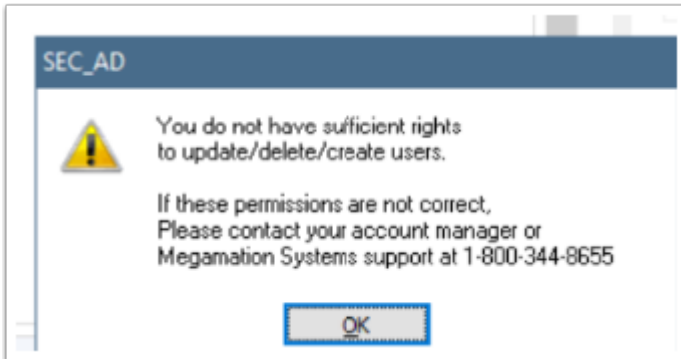 SEC_AD
You do not have sufficient rights
to update/delete/create users.
If these permissions are not correct,
Please contact your account manager or
Megamation Systems support at 1-800-344-8655
OK